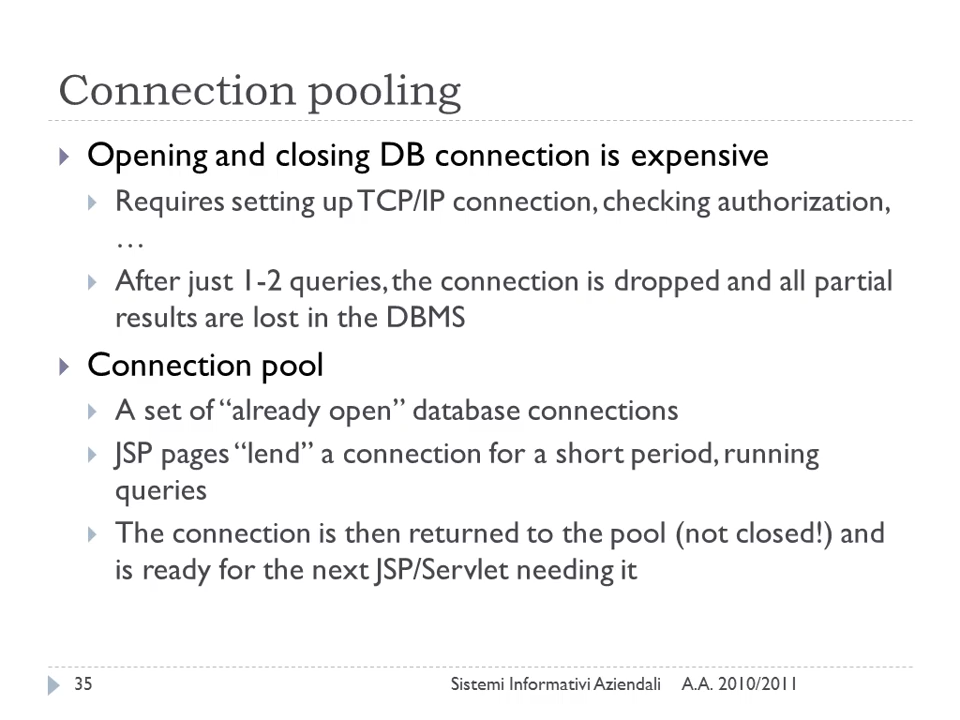 Connection pooling
Opening and closing DB connection is expensive
Requires setting up TCP/IP connection, checking authorization,
…
After just 1-2 queries, the connection is dropped and all partial
results are lost in the DBMS
Connection pool
A set of “already open” database connections
JSP pages “lend” a connection for a short period, running
queries
The connection is then returned to the pool (not closed!) and
is ready for the next JSP/Servlet needing it
35 Sistemi Informativi Aziendali A.A. 2010/2011